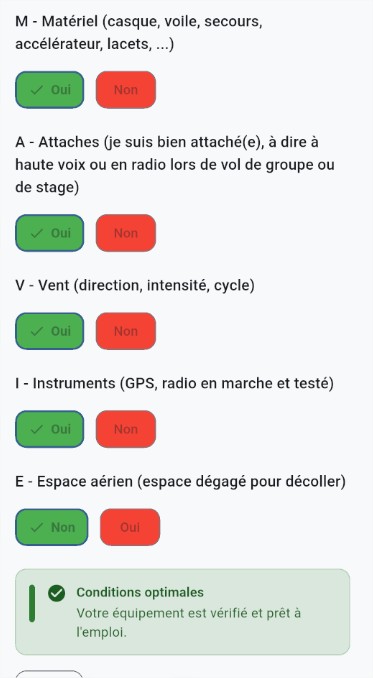 M - Matériel (casque, voile, secours,
accélérateur, lacets, ...)
Oui Non
A - Attaches (je suis bien attaché(e), à dire à
haute voix ou en radio lors de vol de groupe ou
de stage)
Oui Non
V - Vent (direction, intensité, cycle)
Oui Non
I - Instruments (GPS, radio en marche et testé)
Oui Non
E - Espace aérien (espace dégagé pour décoller)
Non Oui
Conditions optimales
Votre équipement est vérifié et prêt à
l'emploi.